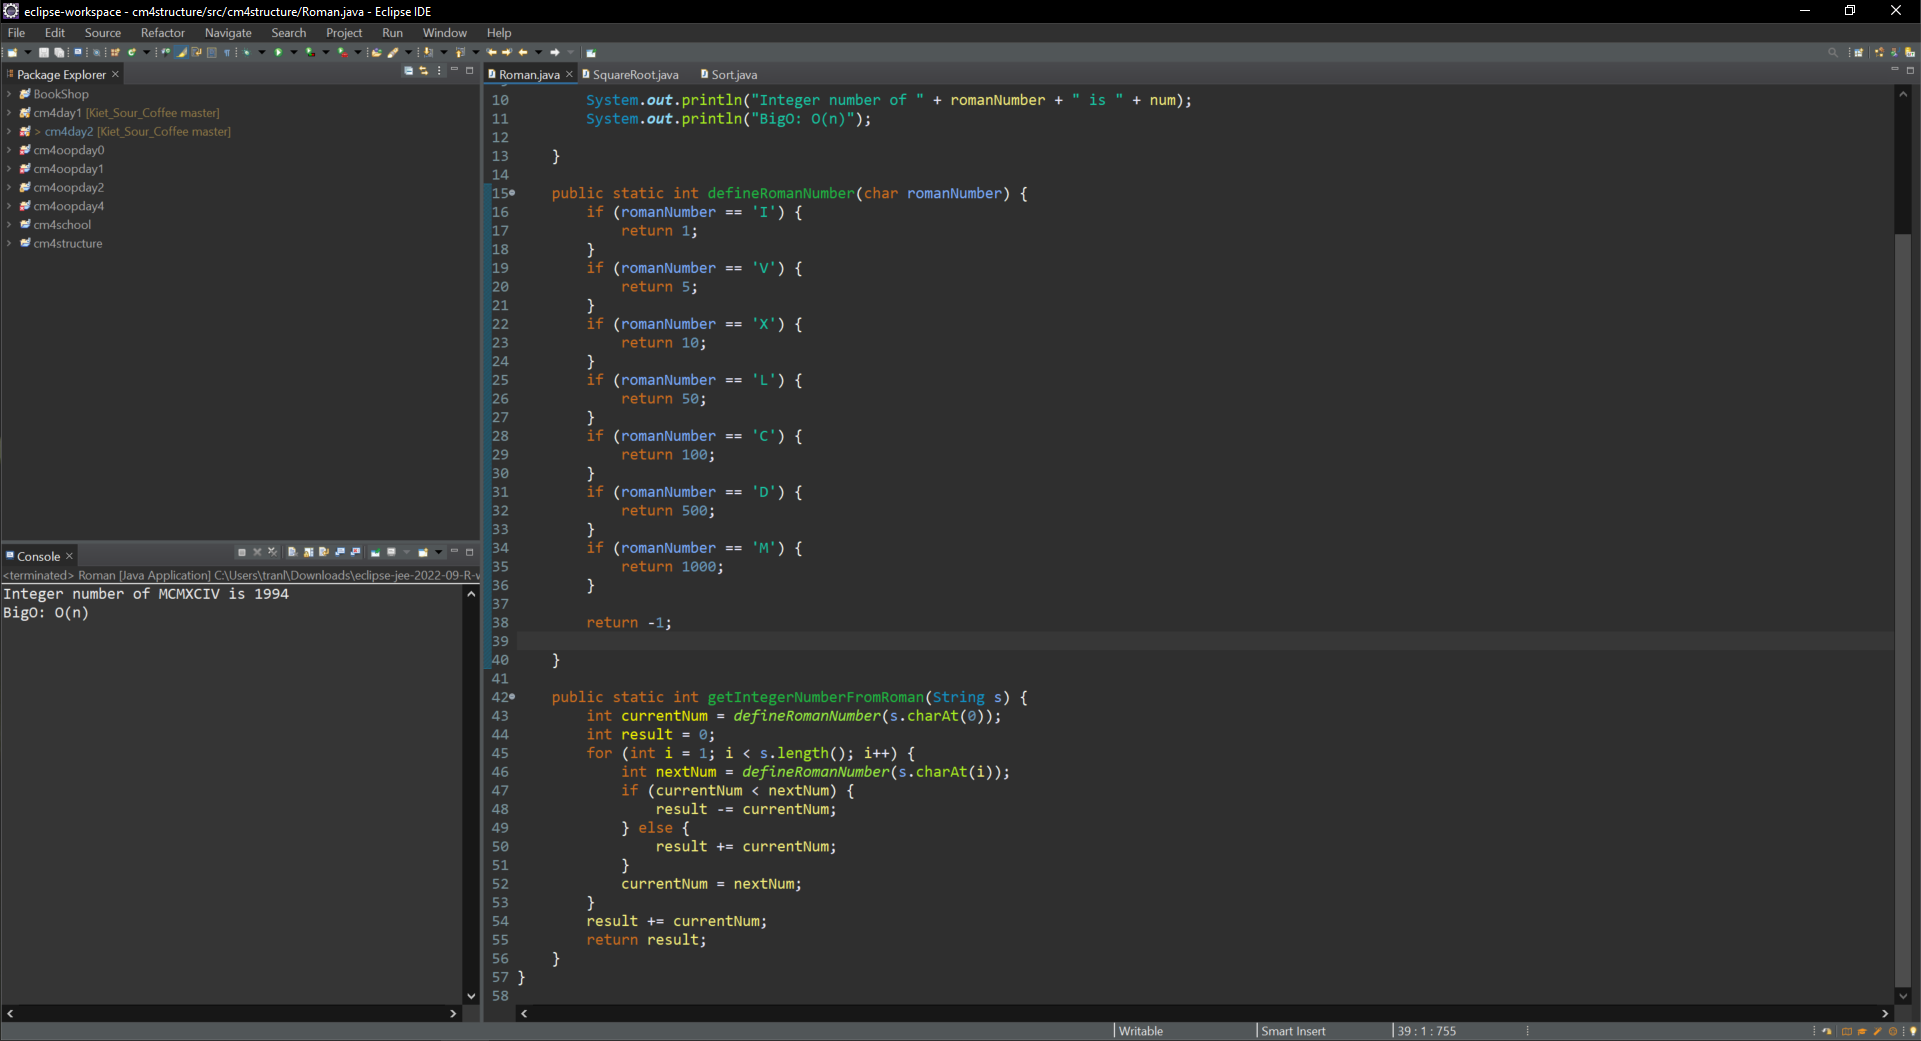 eclipse-workspace - cm4structure/src/cm4structure/Roman.java - Eclipse IDE
File Edit Source Refactor Navigate Search Project Run Window Help
Package Explorer
BookShop
cm4day1 [Kiet_Sour_Coffee master]
> cm4day2 [Kiet_Sour_Coffee master]
cm4oopday0
cm4oopday1
cm4oopday2
cm4oopday4
cm4school
cm4structure
Console
<terminated> Roman [Java Application] C:\Users\tranl\Downloads\eclipse-jee-2022-09-R-w
Integer number of MCMXCIV is 1994
BigO: O(n)
Roman.java SquareRoot.java Sort.java
10 System.out.println("Integer number of " + romanNumber + " is " + num);
11 System.out.println("BigO: O(n)");
12
13 }
14
15 public static int defineRomanNumber(char romanNumber) {
16 if (romanNumber == 'I') {
17 return 1;
18 }
19 if (romanNumber == 'V') {
20 return 5;
21 }
22 if (romanNumber == 'X') {
23 return 10;
24 }
25 if (romanNumber == 'L') {
26 return 50;
27 }
28 if (romanNumber == 'C') {
29 return 100;
30 }
31 if (romanNumber == 'D') {
32 return 500;
33 }
34 if (romanNumber == 'M') {
35 return 1000;
36 }
37
38 return -1;
39
40 }
41
42 public static int getIntegerNumberFromRoman(String s) {
43 int currentNum = defineRomanNumber(s.charAt(0));
44 int result = 0;
45 for (int i = 1; i < s.length(); i++) {
46 int nextNum = defineRomanNumber(s.charAt(i));
47 if (currentNum < nextNum) {
48 result -= currentNum;
49 } else {
50 result += currentNum;
51 }
52 currentNum = nextNum;
53 }
54 result += currentNum;
55 return result;
56 }
57 }
58
Writable Smart Insert 39 : 1 : 755